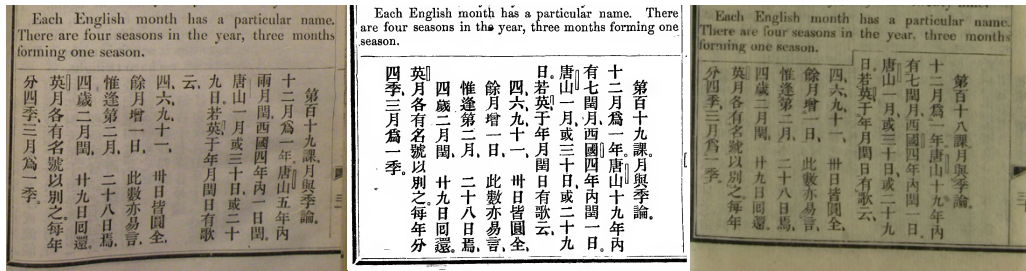 Each English month has a particular name.
There are four seasons in the year, three months
forming one season.
第百十九課月與季論。
十二月爲一年唐山五年內
兩月閏、西國四年內一日閏、
唐山一月或三十日或二十
九日若英于年月閏日有歌
云、
四、六、九、十一、 卅日皆圓全、
餘月增一日、 此數亦易言、
惟逢第二月、 二十八日焉、
四歲二月閏、 廿九日囘還。
英月各有名號以別之。每年
分四季、三月爲一季。
Each English month has a particular name. There
are four seasons in the year, three months forming one
season.
第百十九課月與季論。
十二月爲一年。唐山十九年內
有七閏月西國四年內閏一日。
唐山一月、或三十日、或二十九
日。若英于年月閏日有歌云、
四、六、九、十一、 卅日皆圓全、
餘月增一日、 此數亦易言、
惟逢第二月、 二十八日焉、
四歲二月閏、 廿九日囘還。
英月各有名號以別之。每年分
四季、三月爲一季。
Each English month has a particular name.
There are four seasons in the year, three months
forming one season.
第百十八課月與季論。
十二月爲一年唐山十九年內
有七閏月西國四年內閏一日。
唐山一月或三十日或二十九
日。若英于年月閏日有歌云、
四、六、九、十一、 卅日皆圓全、
餘月增一日、 此數亦易言、
惟逢第二月、 二十八日焉、
四歲二月閏、 廿九日囘還。
英月各有名號以別之。每年
分四季、三月爲一季。